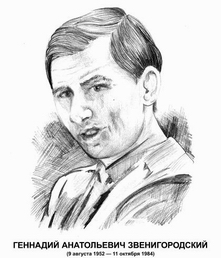 ГЕННАДИЙ АНАТОЛЬЕВИЧ ЗВЕНИГОРОДСКИЙ
(9 августа 1952 — 11 октября 1984)